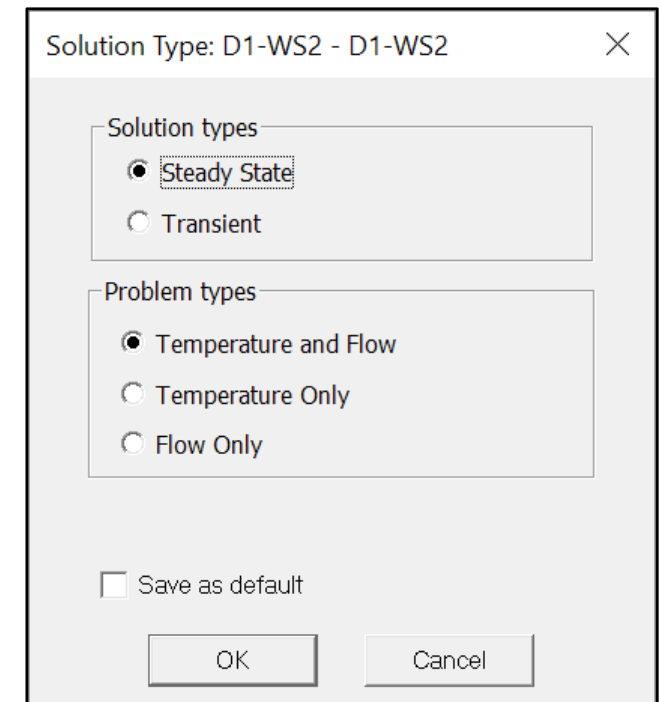 Solution Type: D1-WS2 - D1-WS2
Solution types
Steady State
Transient
Problem types
Temperature and Flow
Temperature Only
Flow Only
Save as default
OK Cancel